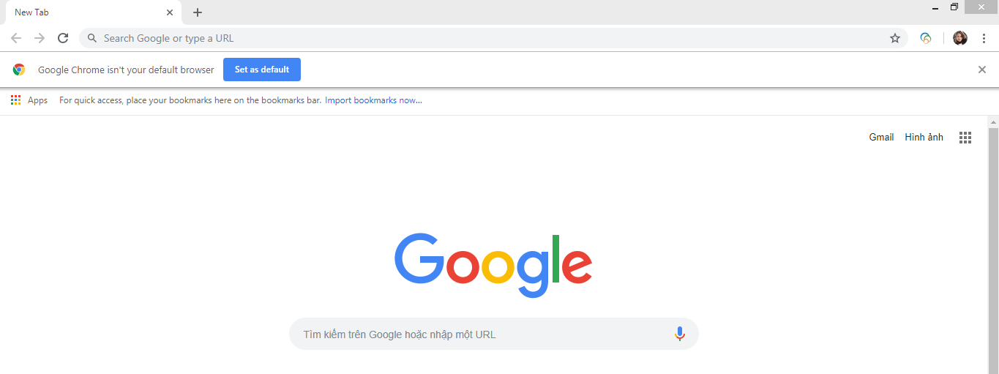 New Tab
Search Google or type a URL
Google Chrome isn't your default browser Set as default
Apps For quick access, place your bookmarks here on the bookmarks bar. Import bookmarks now...
Gmail Hình ảnh
Google
Tìm kiếm trên Google hoặc nhập một URL